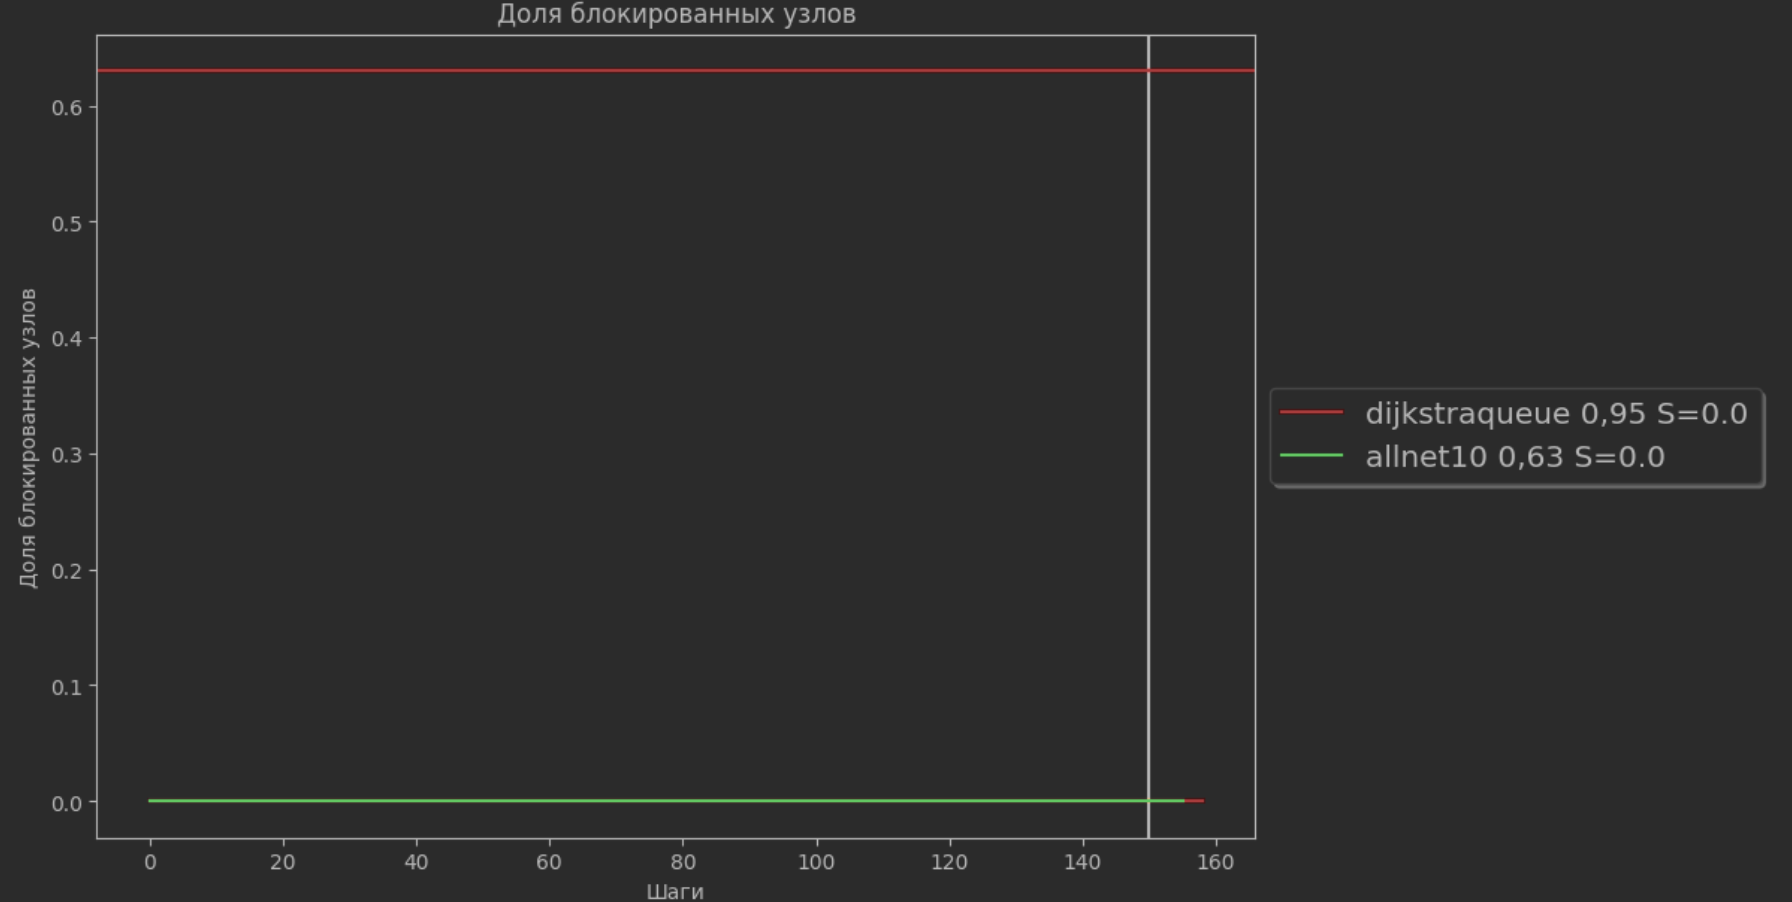 Доля блокированных узлов
Доля блокированных узлов
0.6
0.5
0.4
0.3
0.2
0.1
0.0
0 20 40 60 80 100 120 140 160
Шаги
dijkstraqueue 0,95 S=0.0
allnet10 0,63 S=0.0